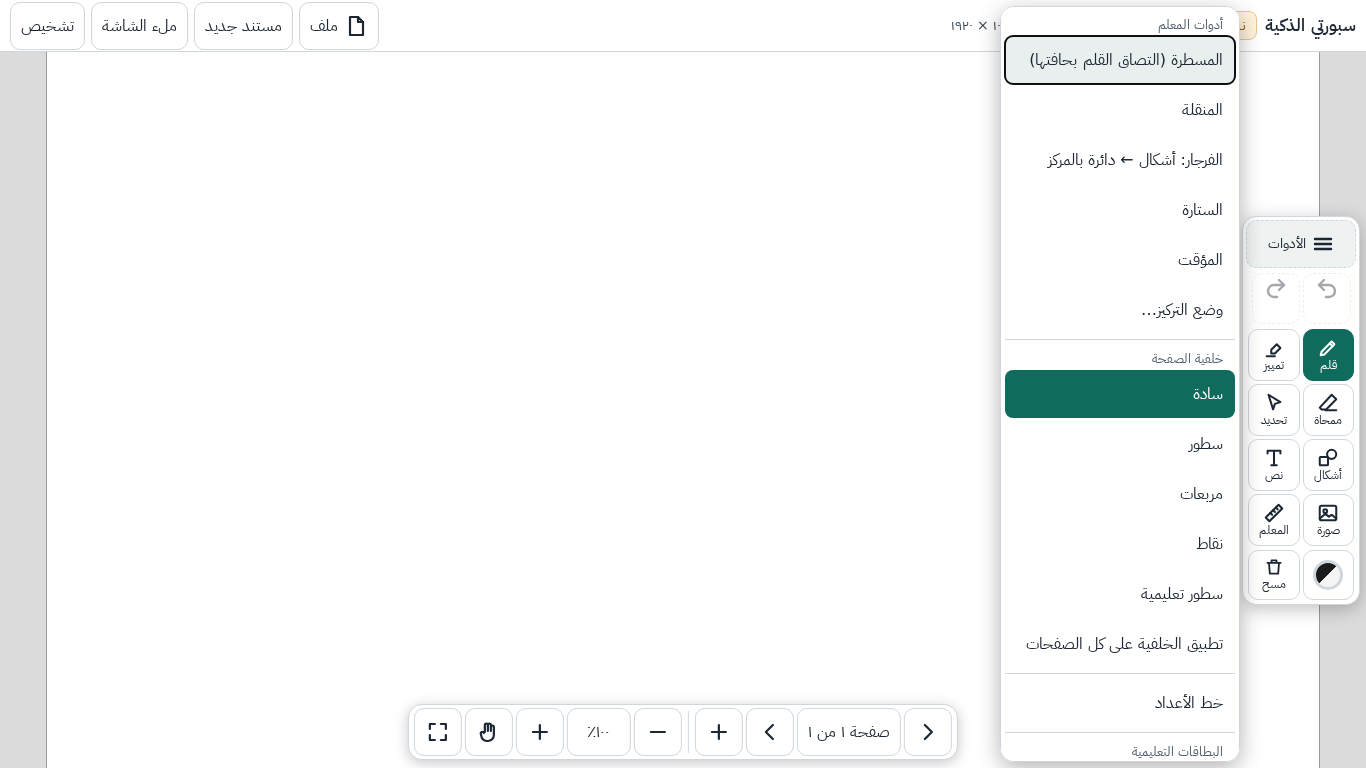 سبورتي الذكية
١٩٢٠ × ١٠
ملف
مستند جديد
ملء الشاشة
تشخيص
أدوات المعلم
المسطرة (التصاق القلم بحافتها)
المنقلة
الفرجار: أشكال ← دائرة بالمركز
الستارة
المؤقت
وضع التركيز...
خلفية الصفحة
سادة
سطور
مربعات
نقاط
سطور تعليمية
تطبيق الخلفية على كل الصفحات
خط الأعداد
البطاقات التعليمية
الأدوات
قلم
تمييز
ممحاة
تحديد
أشكال
نص
صورة
المعلم
مسح
صفحة ١ من ١
٪١٠٠